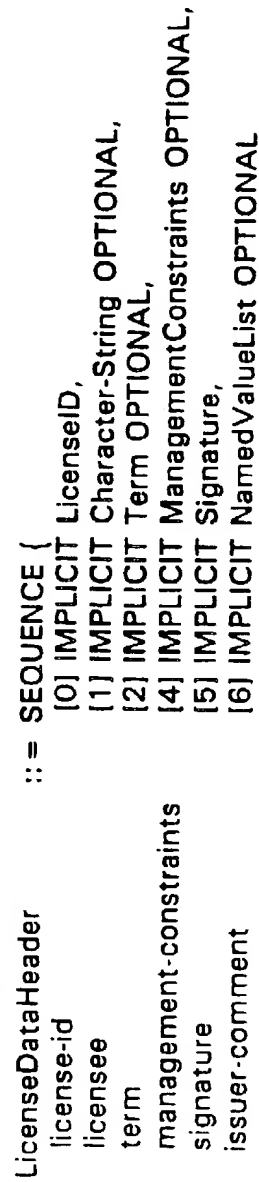 LicenseDataHeader ::= SEQUENCE {
license-id [0] IMPLICIT LicenseID,
licensee [1] IMPLICIT Character-String OPTIONAL,
term [2] IMPLICIT Term OPTIONAL,
management-constraints [4] IMPLICIT ManagementConstraints OPTIONAL,
signature [5] IMPLICIT Signature,
issuer-comment [6] IMPLICIT NamedValueList OPTIONAL